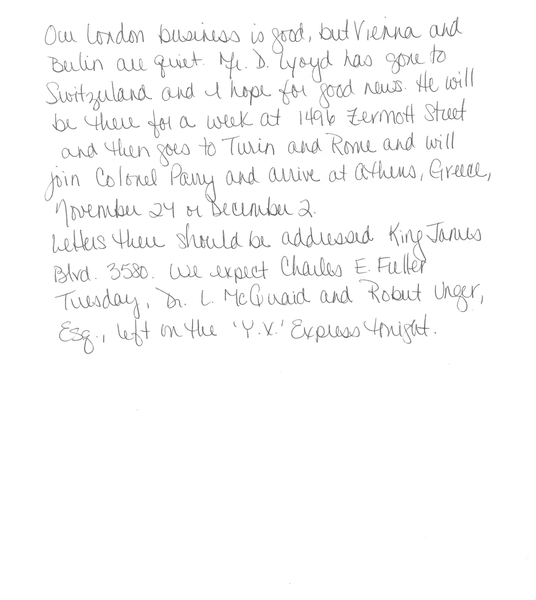 Our London business is good, but Vienna and
Berlin are quiet. Mr. D. Lyoyd has gone to
Switzerland and I hope for good news. He will
be there for a week at 1496 Zermott Street
and then goes to Turin and Rome and will
join Colonel Parry and arrive at Athens, Greece,
November 24 or December 2.
Letters there should be addressed King James
Blvd. 3580. We expect Charles E. Fuller
Tuesday, Dr. L. McQuaid and Robert Unger,
Esq., left on the 'Y.X.' Express tonight.